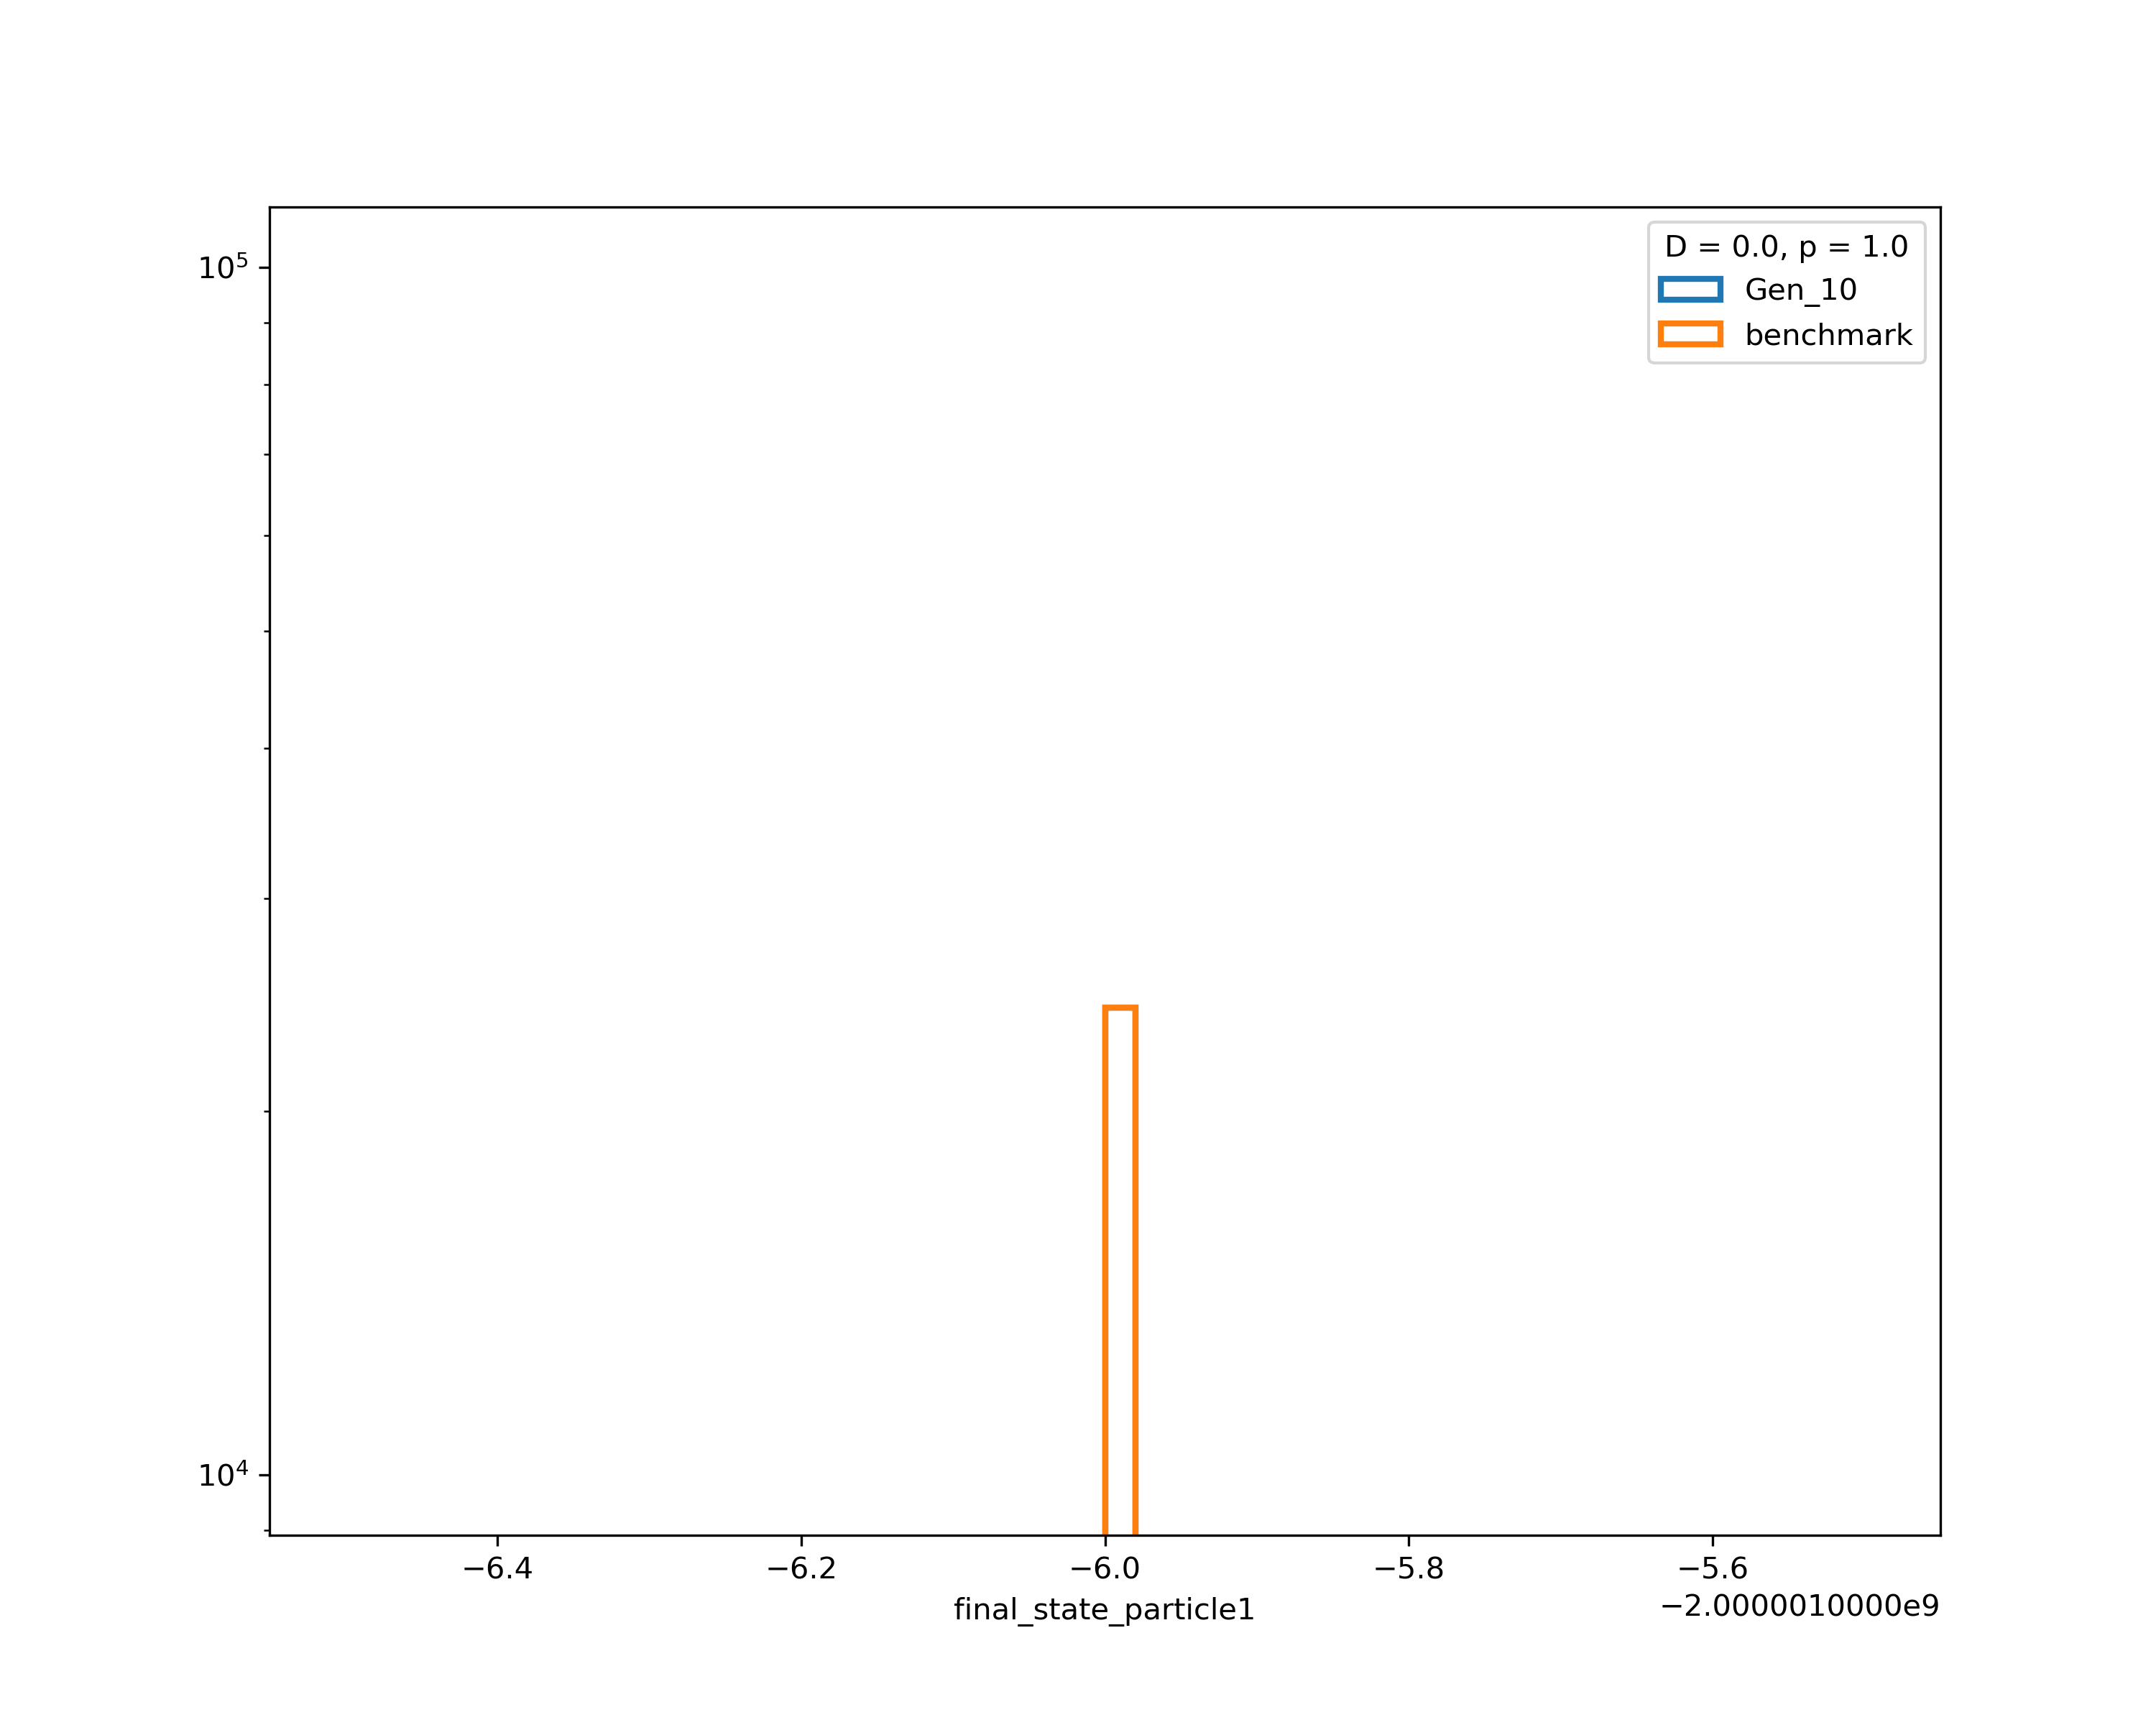 D = 0.0, p = 1.0
Gen_10
benchmark
10⁵
10⁴
−6.4 −6.2 −6.0 −5.8 −5.6
final_state_particle1
−2.0000010000e9